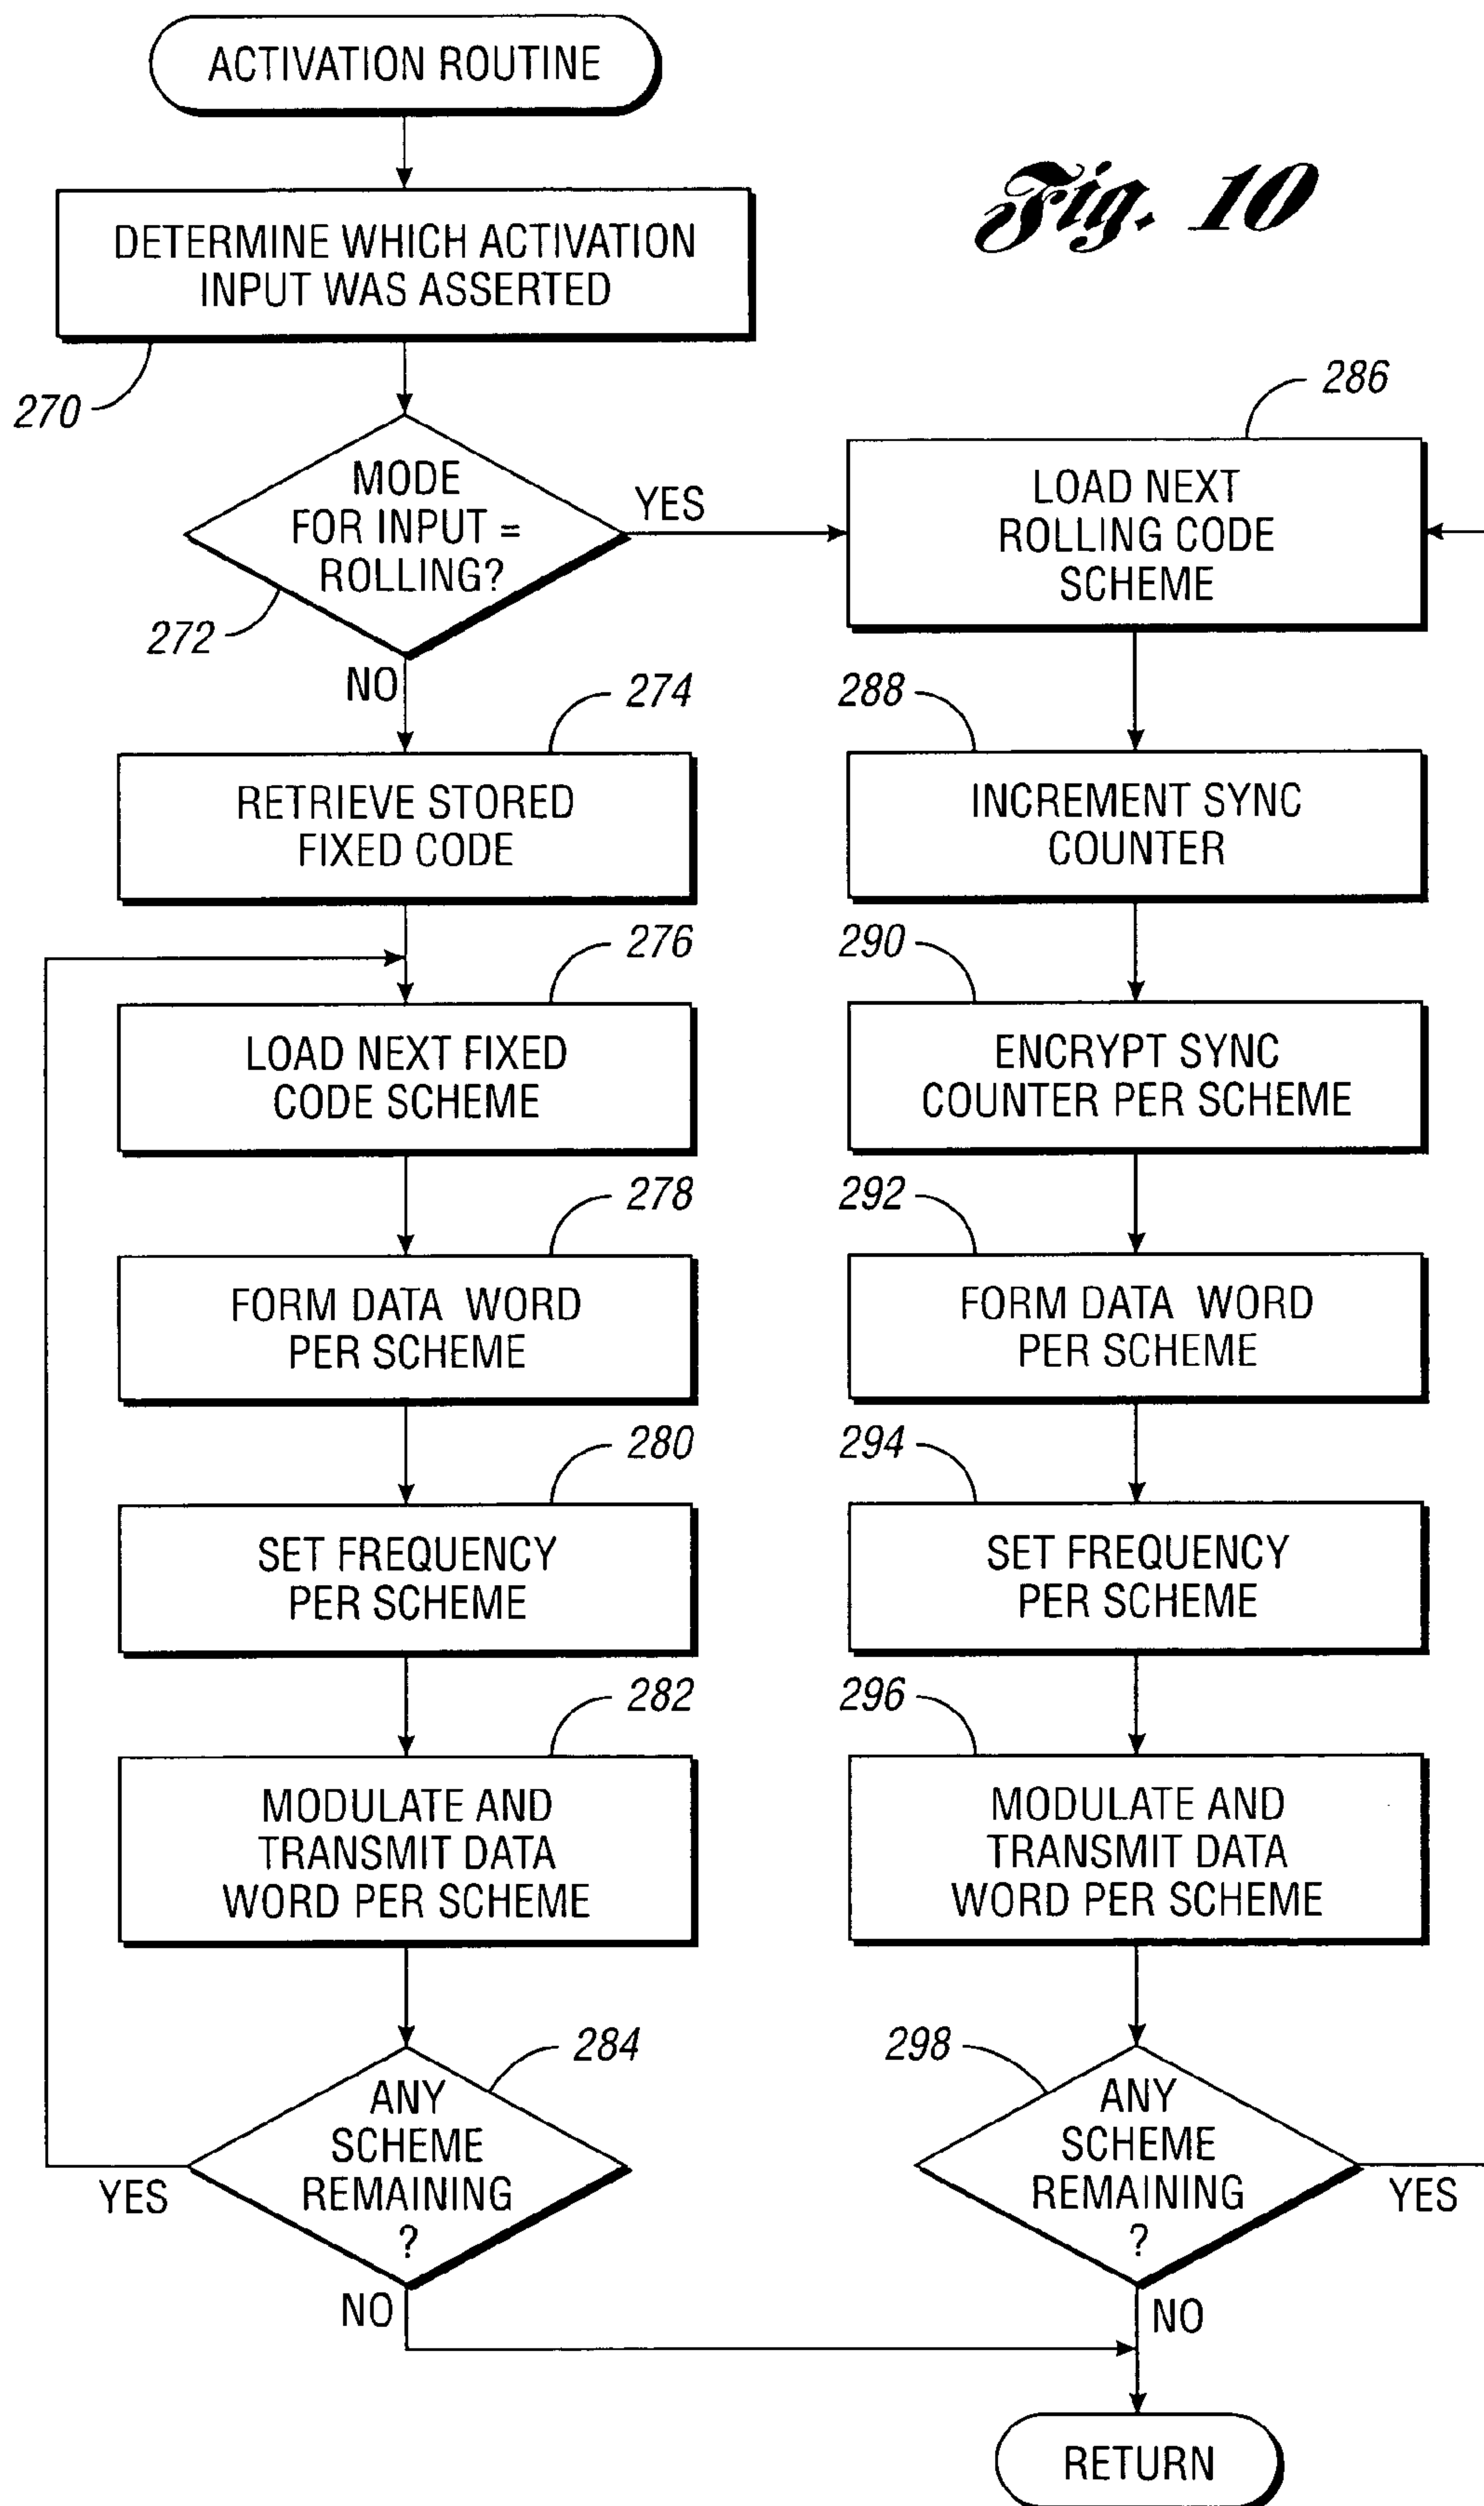 ACTIVATION ROUTINE
Fig. 10
DETERMINE WHICH ACTIVATION
INPUT WAS ASSERTED
270
MODE
FOR INPUT =
ROLLING?
272
YES
NO
274
RETRIEVE STORED
FIXED CODE
276
LOAD NEXT FIXED
CODE SCHEME
278
FORM DATA WORD
PER SCHEME
280
SET FREQUENCY
PER SCHEME
282
MODULATE AND
TRANSMIT DATA
WORD PER SCHEME
284
ANY
SCHEME
REMAINING
?
YES
NO
286
LOAD NEXT
ROLLING CODE
SCHEME
288
INCREMENT SYNC
COUNTER
290
ENCRYPT SYNC
COUNTER PER SCHEME
292
FORM DATA WORD
PER SCHEME
294
SET FREQUENCY
PER SCHEME
296
MODULATE AND
TRANSMIT DATA
WORD PER SCHEME
298
ANY
SCHEME
REMAINING
?
YES
NO
RETURN